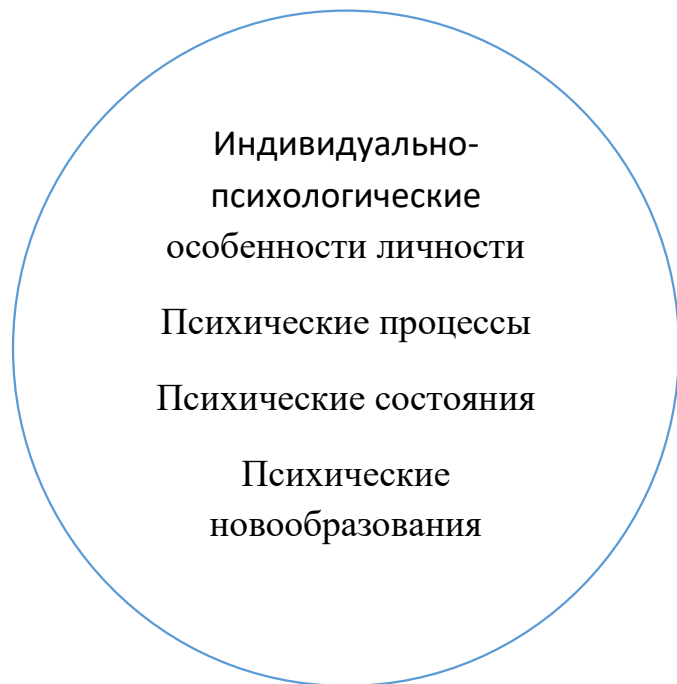 Индивидуально-
психологические
особенности личности
Психические процессы
Психические состояния
Психические
новообразования